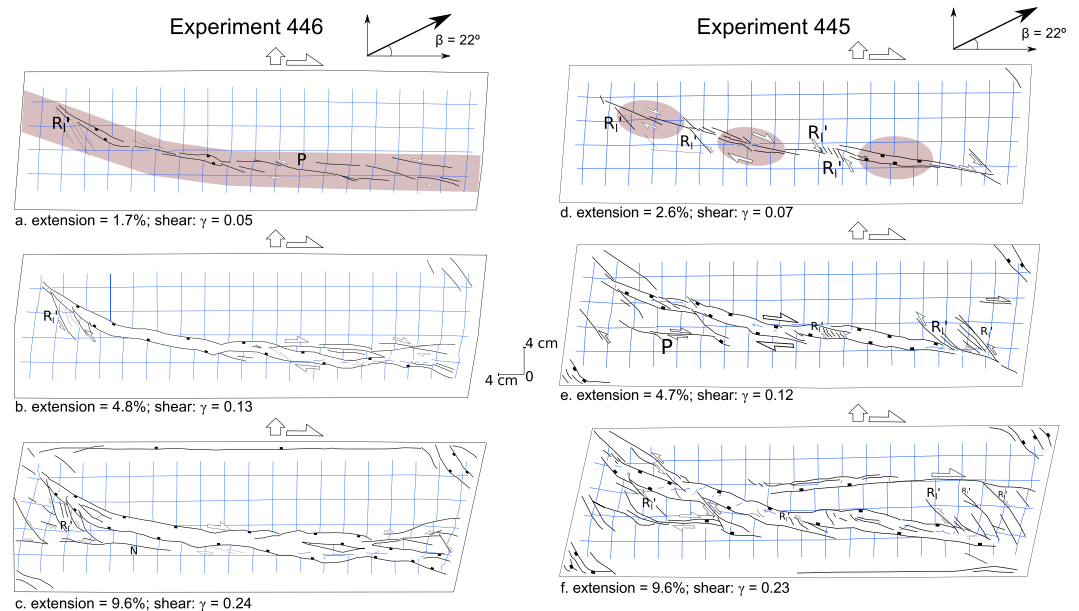 Experiment 446
β = 22º
Experiment 445
β = 22º
Rl'
P
a. extension = 1.7%; shear: γ = 0.05
Rl'
Rl'
Rl'
Rl'
d. extension = 2.6%; shear: γ = 0.07
Rl'
b. extension = 4.8%; shear: γ = 0.13
4 cm
4 cm 0
P
Rl'
Rl'
Rl'
e. extension = 4.7%; shear: γ = 0.12
Rl'
N
c. extension = 9.6%; shear: γ = 0.24
Rl'
Rl'
Rl'
Rl'
Rl'
f. extension = 9.6%; shear: γ = 0.23